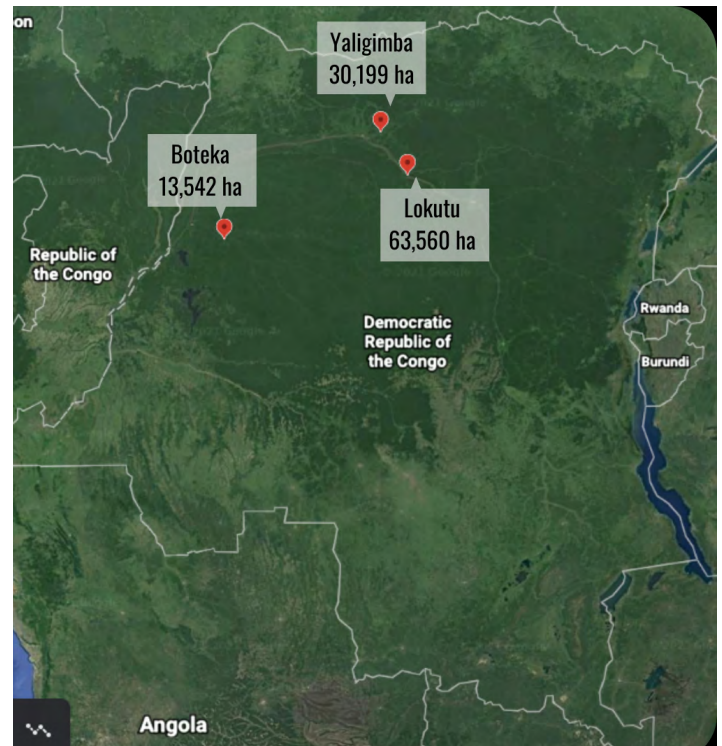 on
Yaligimba
30,199 ha
Boteka
13,542 ha
Lokutu
63,560 ha
Republic of
the Congo
Rwanda
Democratic
Republic of
the Congo
Burundi
Angola